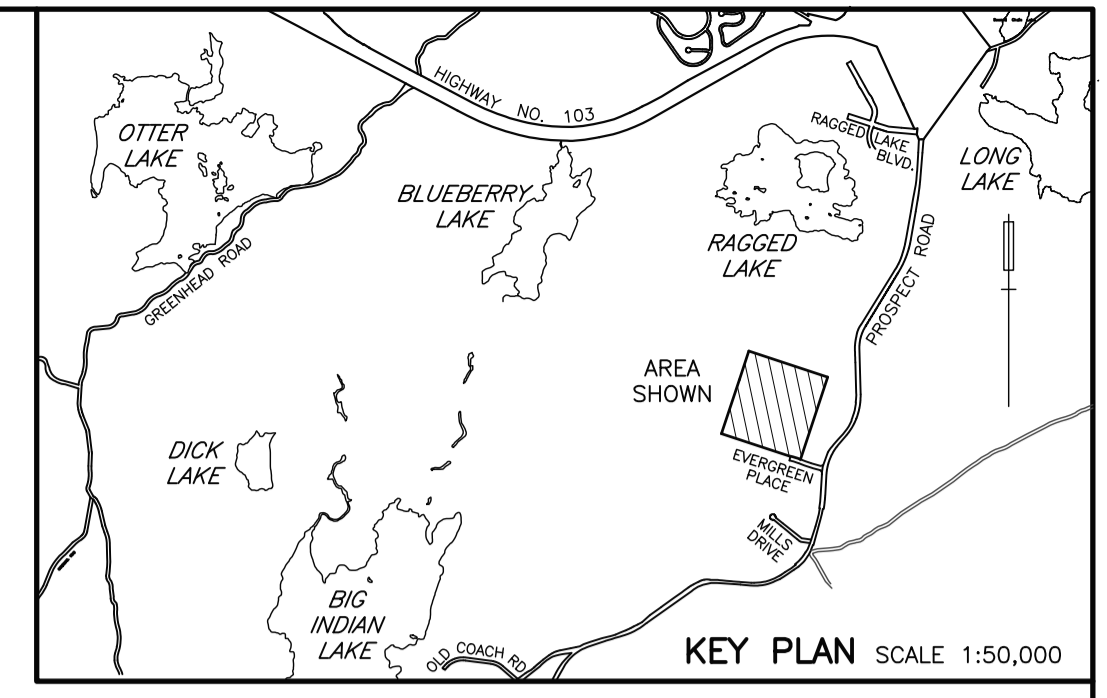 HIGHWAY NO. 103
OTTER
LAKE
RAGGED LAKE
BLVD.
LONG
LAKE
BLUEBERRY
LAKE
RAGGED
LAKE
GREENHEAD ROAD
PROSPECT ROAD
AREA
SHOWN
DICK
LAKE
EVERGREEN
PLACE
MILLS
DRIVE
BIG
INDIAN
LAKE
OLD COACH RD
KEY PLAN SCALE 1:50,000